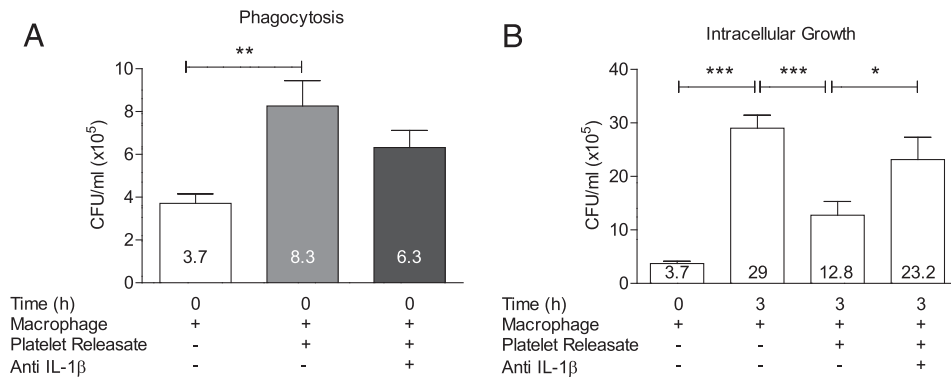 A
Phagocytosis
**
CFU/ml (x10⁵)
10
8
6
4
2
0
3.7
8.3
6.3
Time (h) 0 0 0
Macrophage + + +
Platelet Releasate - + +
Anti IL-1β - - +
B
Intracellular Growth
*** *** *
CFU/ml (x10⁵)
40
30
20
10
0
3.7
29
12.8
23.2
Time (h) 0 3 3 3
Macrophage + + + +
Platelet Releasate - - + +
Anti IL-1β - - - +